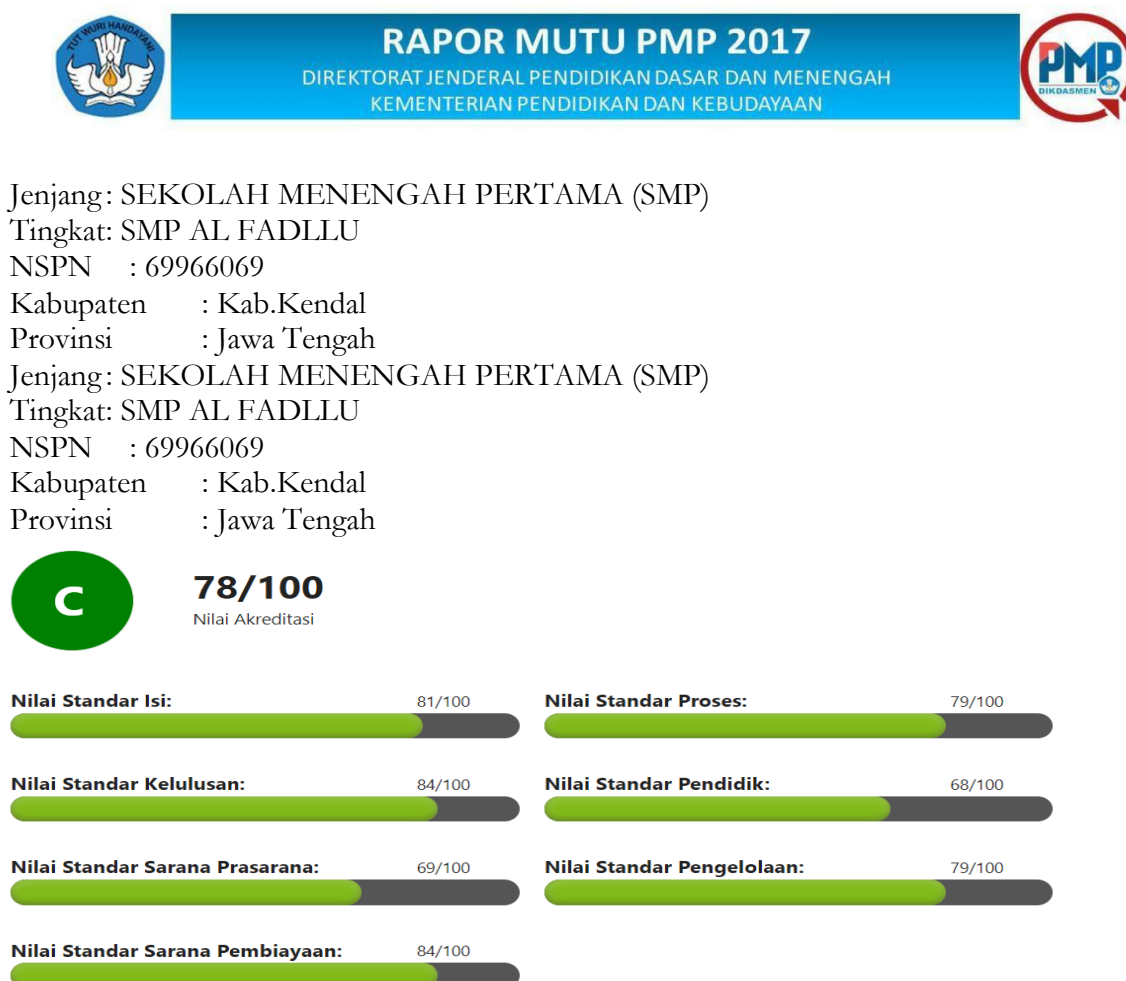 TUT WURI HANDAYANI
RAPOR MUTU PMP 2017
DIREKTORAT JENDERAL PENDIDIKAN DASAR DAN MENENGAH
KEMENTERIAN PENDIDIKAN DAN KEBUDAYAAN
PMP
DIKDASMEN
Jenjang : SEKOLAH MENENGAH PERTAMA (SMP)
Tingkat: SMP AL FADLLU
NSPN : 69966069
Kabupaten : Kab.Kendal
Provinsi : Jawa Tengah
Jenjang : SEKOLAH MENENGAH PERTAMA (SMP)
Tingkat: SMP AL FADLLU
NSPN : 69966069
Kabupaten : Kab.Kendal
Provinsi : Jawa Tengah
C
78/100
Nilai Akreditasi
Nilai Standar Isi: 81/100
Nilai Standar Proses: 79/100
Nilai Standar Kelulusan: 84/100
Nilai Standar Pendidik: 68/100
Nilai Standar Sarana Prasarana: 69/100
Nilai Standar Pengelolaan: 79/100
Nilai Standar Sarana Pembiayaan: 84/100